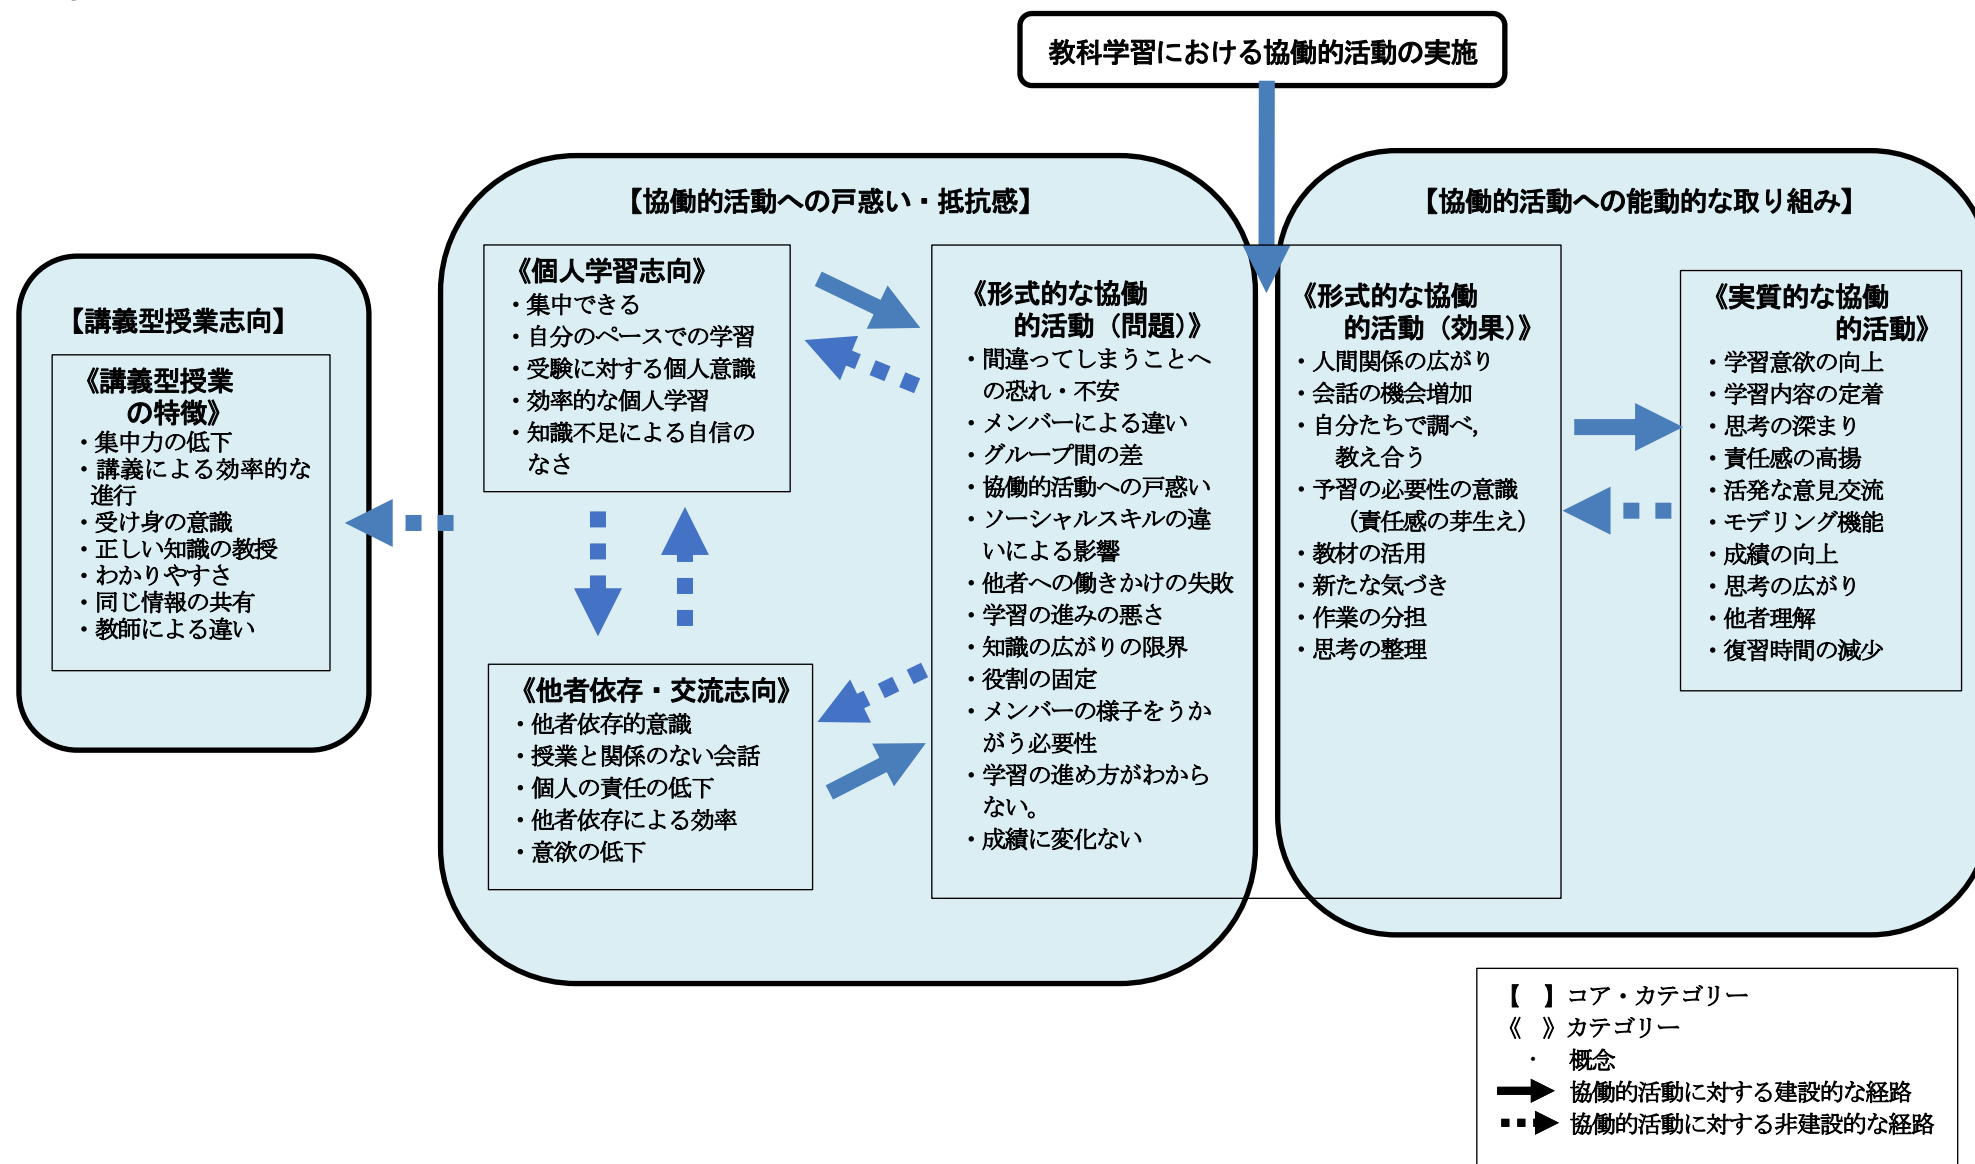 教科学習における協働的活動の実施
【講義型授業志向】
《講義型授業
の特徴》
・集中力の低下
・講義による効率的な
進行
・受け身の意識
・正しい知識の教授
・わかりやすさ
・同じ情報の共有
・教師による違い
【協働的活動への戸惑い・抵抗感】
《個人学習志向》
・集中できる
・自分のペースでの学習
・受験に対する個人意識
・効率的な個人学習
・知識不足による自信の
なさ
《他者依存・交流志向》
・他者依存的意識
・授業と関係のない会話
・個人の責任の低下
・他者依存による効率
・意欲の低下
《形式的な協働
的活動（問題）》
・間違ってしまうことへ
の恐れ・不安
・メンバーによる違い
・グループ間の差
・協働的活動への戸惑い
・ソーシャルスキルの違
いによる影響
・他者への働きかけの失敗
・学習の進みの悪さ
・知識の広がりの限界
・役割の固定
・メンバーの様子をうか
がう必要性
・学習の進め方がわから
ない。
・成績に変化ない
【協働的活動への能動的な取り組み】
《形式的な協働
的活動（効果）》
・人間関係の広がり
・会話の機会増加
・自分たちで調べ,
教え合う
・予習の必要性の意識
（責任感の芽生え）
・教材の活用
・新たな気づき
・作業の分担
・思考の整理
《実質的な協働
的活動》
・学習意欲の向上
・学習内容の定着
・思考の深まり
・責任感の高揚
・活発な意見交流
・モデリング機能
・成績の向上
・思考の広がり
・他者理解
・復習時間の減少
【　】コア・カテゴリー
《　》カテゴリー
・　概念
協働的活動に対する建設的な経路
協働的活動に対する非建設的な経路